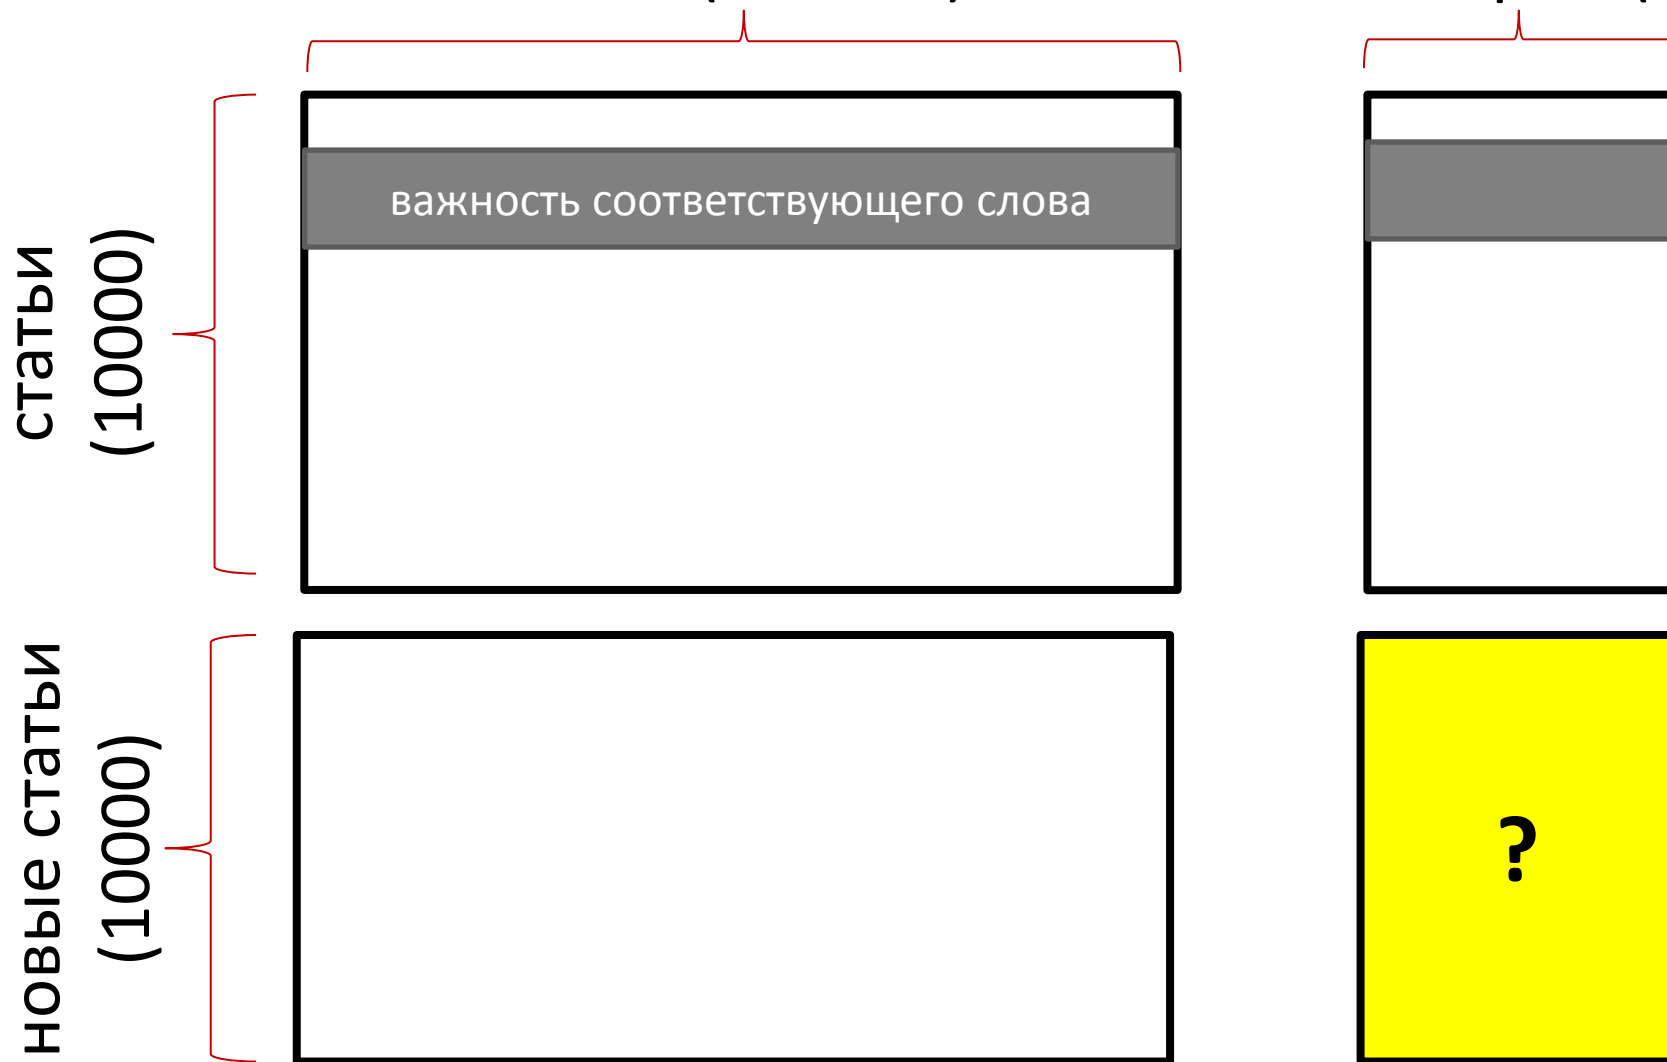 важность соответствующего слова
статьи
(10000)
новые статьи
(10000)
?